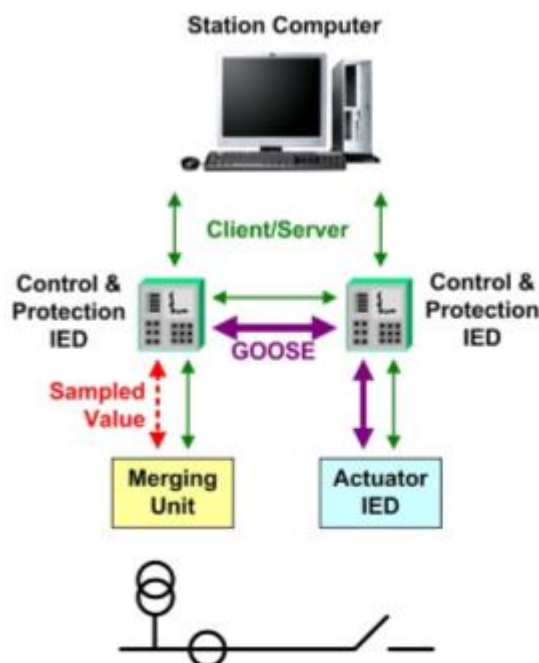 Station Computer
Client/Server
Control &
Protection
IED
Control &
Protection
IED
GOOSE
Sampled
Value
Merging
Unit
Actuator
IED